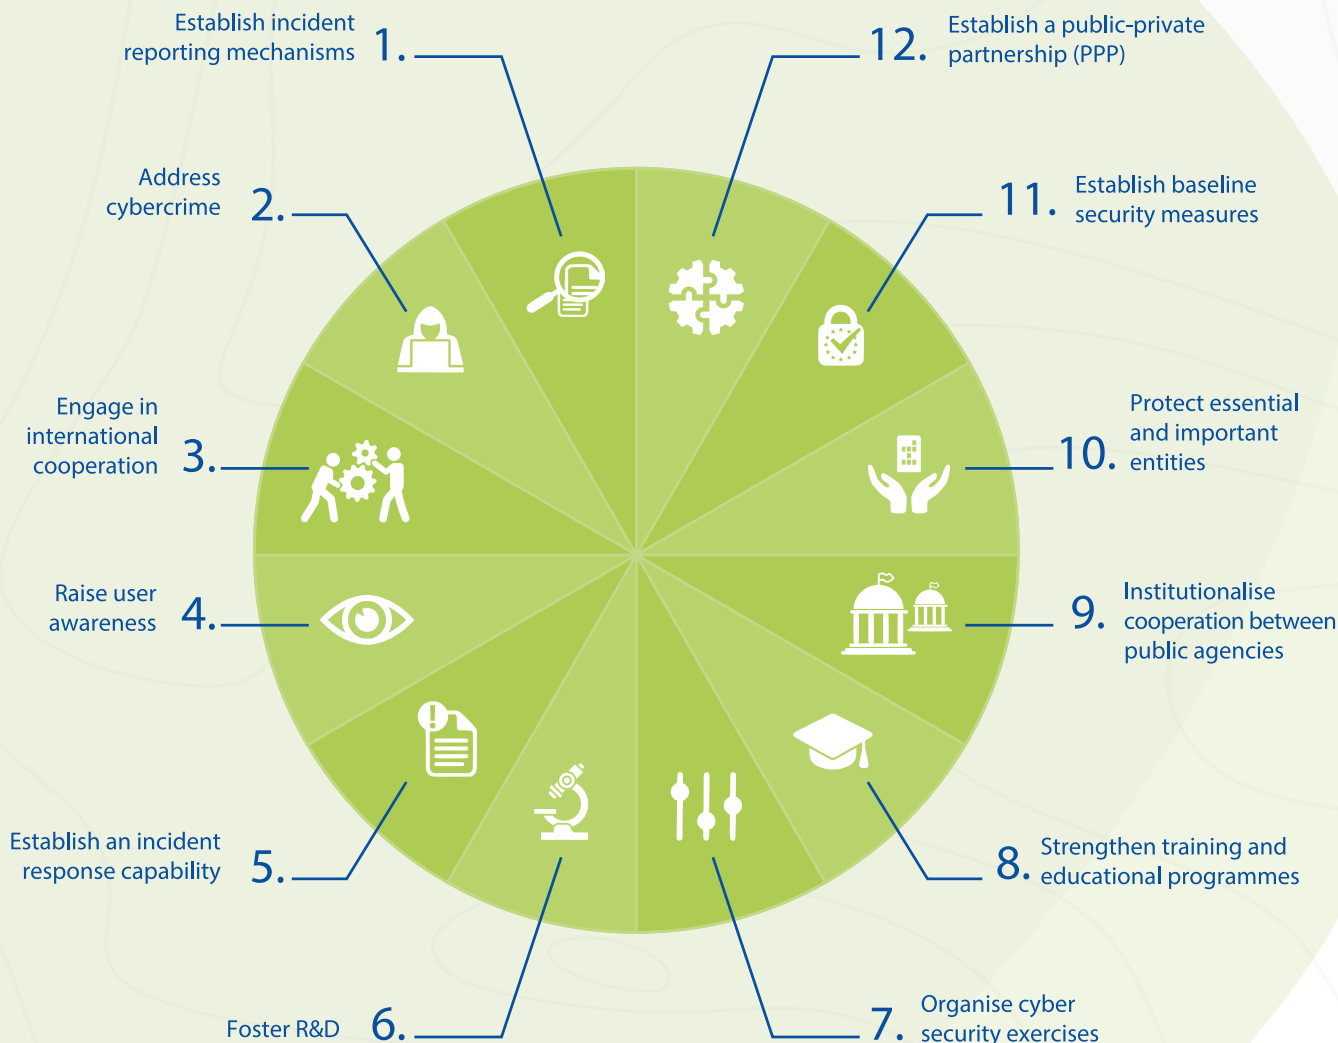 Establish incident
reporting mechanisms
1.
Address
cybercrime
2.
Engage in
international
cooperation
3.
Raise user
awareness
4.
Establish an incident
response capability
5.
Foster R&D
6.
7.
Organise cyber
security exercises
8.
Strengthen training and
educational programmes
9.
Institutionalise
cooperation between
public agencies
10.
Protect essential
and important
entities
11.
Establish baseline
security measures
12.
Establish a public-private
partnership (PPP)
!